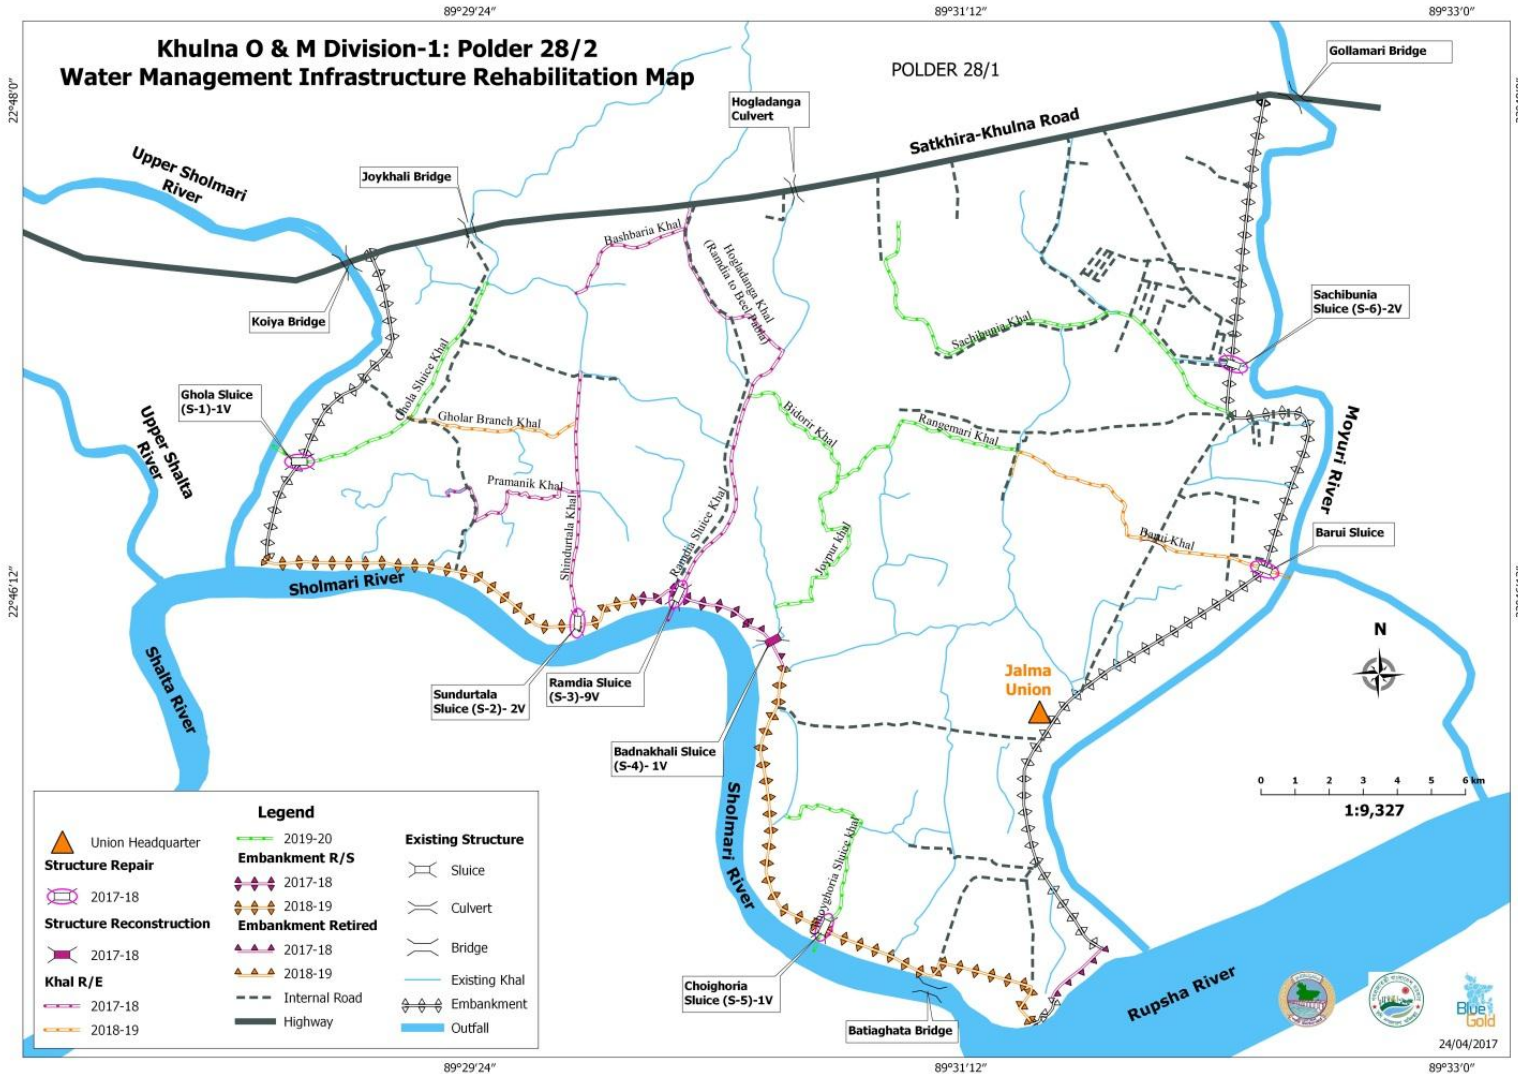 89°29'24"
89°31'12"
89°33'0"
Khulna O & M Division-1: Polder 28/2
Water Management Infrastructure Rehabilitation Map
POLDER 28/1
Gollamari Bridge
22°48'0"
Hogladanga
Culvert
Satkhira-Khulna Road
Upper Sholmari
River
Joykhali Bridge
Bashbaria Khal
Hogladanga Khal
(Ramdia to Beel Pabla)
Koiya Bridge
Sachibunia
Sluice (S-6)-2V
Sachibunia Khal
Ghola Sluice Khal
Ghola Sluice
(S-1)-1V
Gholar Branch Khal
Bidorir Khal
Rangemari Khal
Upper Shalta
River
Moyuri River
Pramanik Khal
Shindurtala Khal
Ramdia Sluice Khal
Joypur khal
Barui Khal
Barui Sluice
22°46'12"
Sholmari River
N
Shalta River
Jalma
Union
Sundurtala
Sluice (S-2)- 2V
Ramdia Sluice
(S-3)-9V
Badnakhali Sluice
(S-4)- 1V
Sholmari River
0 1 2 3 4 5 6 km
1:9,327
Choighoria
Sluice (S-5)-1V
Batiaghata Bridge
Rupsha River
Legend
Union Headquarter
Structure Repair
2017-18
Structure Reconstruction
2017-18
Khal R/E
2017-18
2018-19
2019-20
Embankment R/S
2017-18
2018-19
Embankment Retired
2017-18
2018-19
Internal Road
Highway
Existing Structure
Sluice
Culvert
Bridge
Existing Khal
Embankment
Outfall
Blue
Gold
24/04/2017
89°29'24"
89°31'12"
89°33'0"